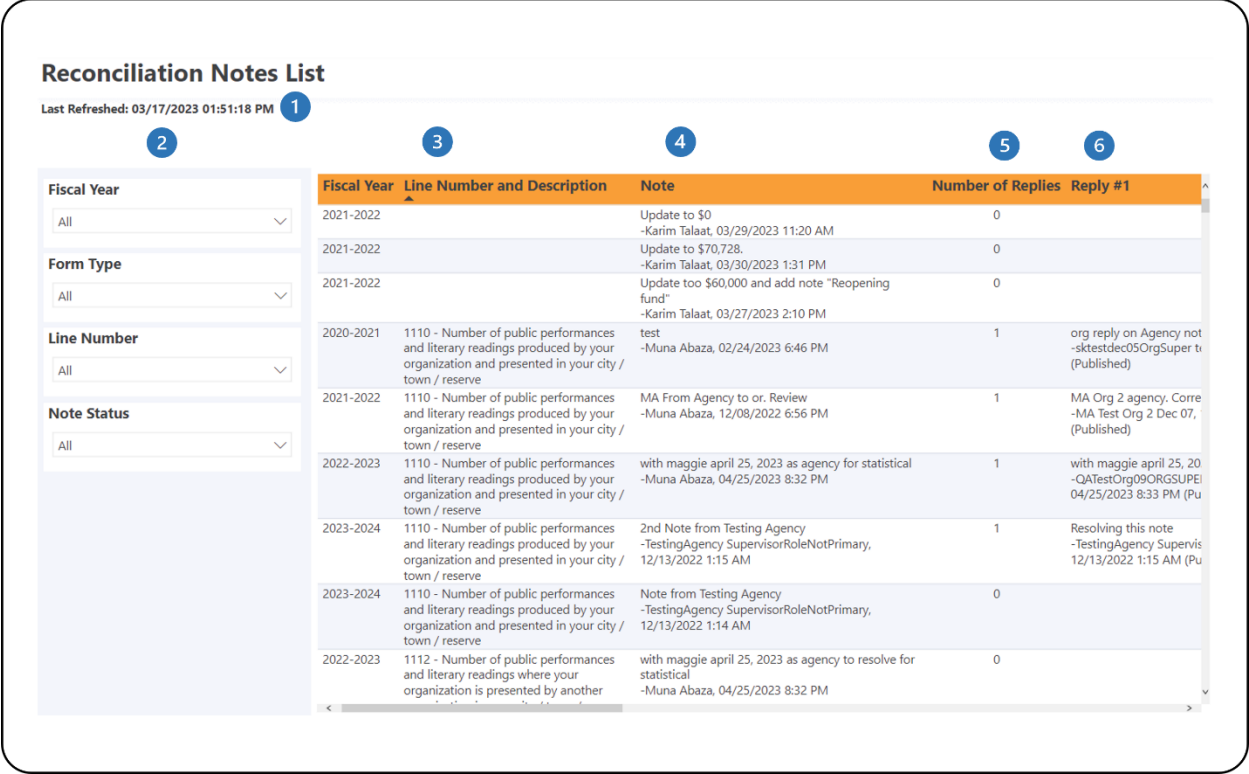 Reconciliation Notes List
Last Refreshed: 03/17/2023 01:51:18 PM 1
2 3 4 5 6
Fiscal Year
All
Form Type
All
Line Number
All
Note Status
All
Fiscal Year Line Number and Description Note Number of Replies Reply #1
2021-2022 Update to $0 0
-Karim Talaat, 03/29/2023 11:20 AM
2021-2022 Update to $70,728. 0
-Karim Talaat, 03/30/2023 1:31 PM
2021-2022 Update too $60,000 and add note "Reopening 0
fund"
-Karim Talaat, 03/27/2023 2:10 PM
2020-2021 1110 - Number of public performances test 1 org reply on Agency not
and literary readings produced by your -Muna Abaza, 02/24/2023 6:46 PM -sktestdec05OrgSuper te
organization and presented in your city / (Published)
town / reserve
2021-2022 1110 - Number of public performances MA From Agency to or. Review 1 MA Org 2 agency. Corre
and literary readings produced by your -Muna Abaza, 12/08/2022 6:56 PM -MA Test Org 2 Dec 07,
organization and presented in your city / (Published)
town / reserve
2022-2023 1110 - Number of public performances with maggie april 25, 2023 as agency for statistical 1 with maggie april 25, 20
and literary readings produced by your -Muna Abaza, 04/25/2023 8:32 PM -QATestOrg09ORGSUPE
organization and presented in your city / 04/25/2023 8:33 PM (Pu
town / reserve
2023-2024 1110 - Number of public performances 2nd Note from Testing Agency 1 Resolving this note
and literary readings produced by your -TestingAgency SupervisorRoleNotPrimary, -TestingAgency Supervis
organization and presented in your city / 12/13/2022 1:15 AM 12/13/2022 1:15 AM (Pu
town / reserve
2023-2024 1110 - Number of public performances Note from Testing Agency 0
and literary readings produced by your -TestingAgency SupervisorRoleNotPrimary,
organization and presented in your city / 12/13/2022 1:14 AM
town / reserve
2022-2023 1112 - Number of public performances with maggie april 25, 2023 as agency to resolve for 0
and literary readings where your statistical
organization is presented by another -Muna Abaza, 04/25/2023 8:32 PM